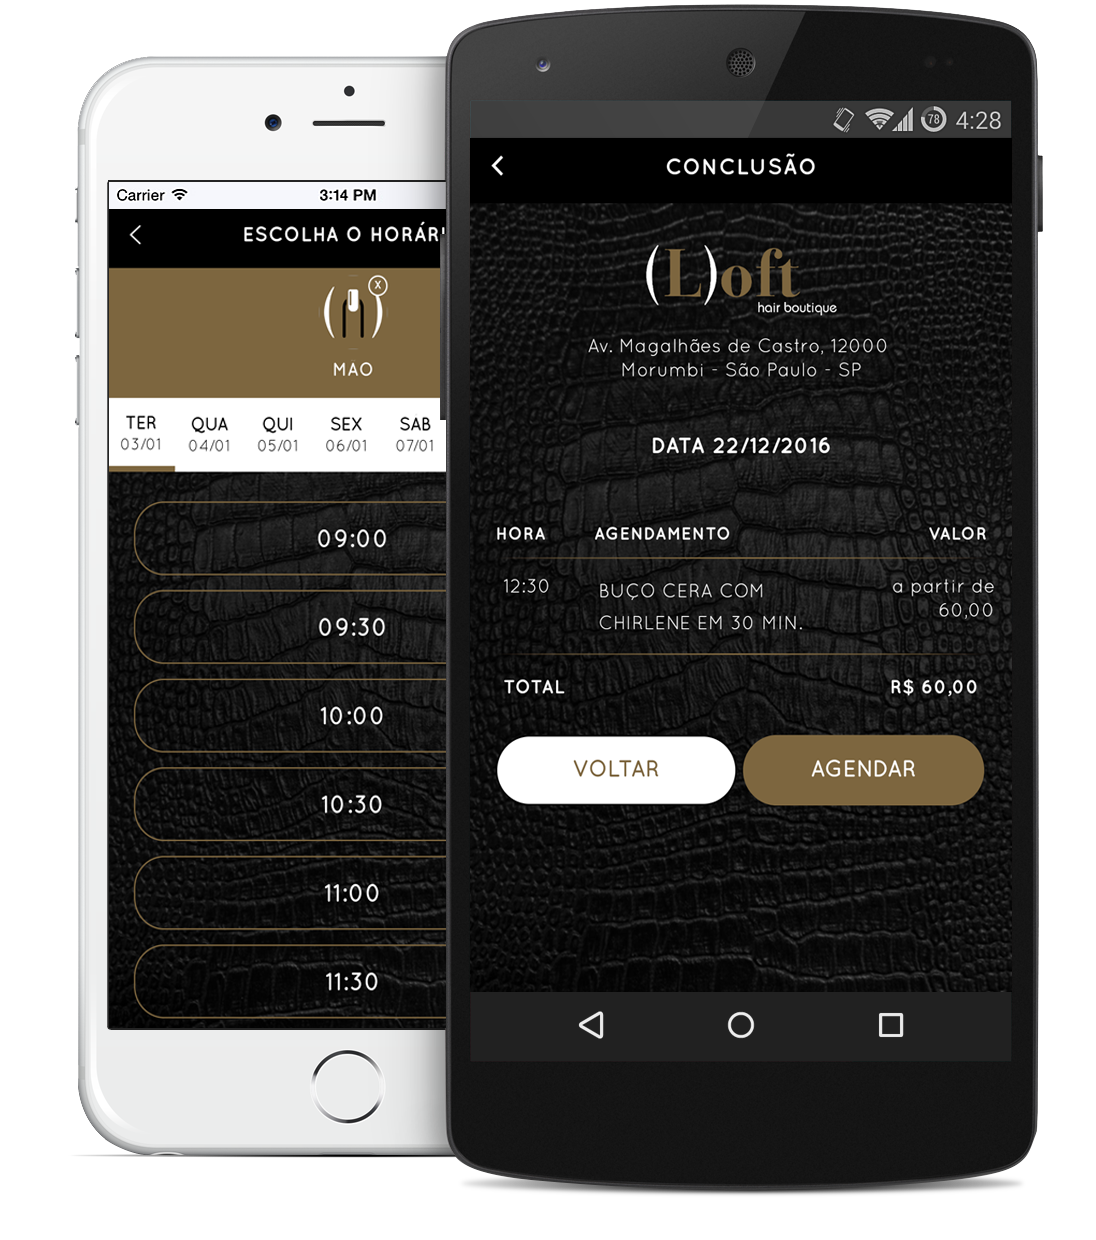 Carrier
3:14 PM
ESCOLHA O HORÁRI
X
MÃO
TER
03/01
QUA
04/01
QUI
05/01
SEX
06/01
SAB
07/01
09:00
09:30
10:00
10:30
11:00
11:30
78
4:28
CONCLUSÃO
(L)oft
hair boutique
Av. Magalhães de Castro, 12000
Morumbi - São Paulo - SP
DATA 22/12/2016
HORA AGENDAMENTO VALOR
12:30
BUÇO CERA COM
CHIRLENE EM 30 MIN.
a partir de
60,00
TOTAL R$ 60,00
VOLTAR
AGENDAR